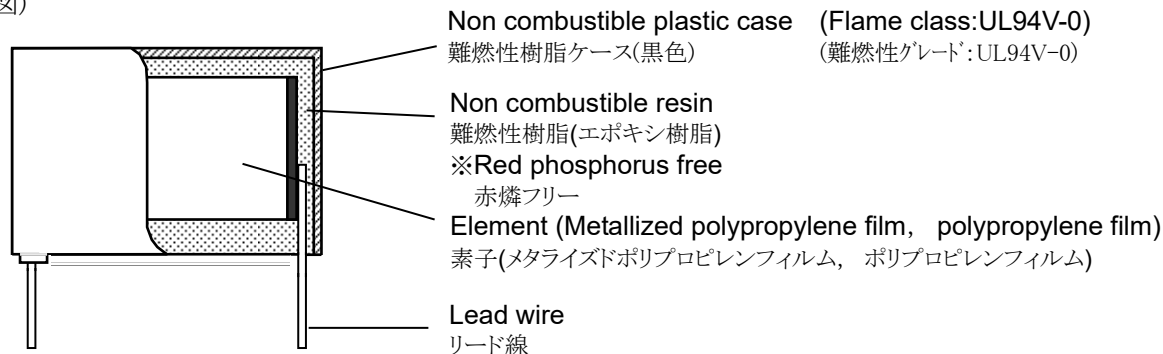 図)
Non combustible plastic case (Flame class:UL94V-0)
難燃性樹脂ケース(黒色) (難燃性グレード:UL94V-0)
Non combustible resin
難燃性樹脂(エポキシ樹脂)
※Red phosphorus free
赤燐フリー
Element (Metallized polypropylene film, polypropylene film)
素子(メタライズドポリプロピレンフィルム, ポリプロピレンフィルム)
Lead wire
リード線